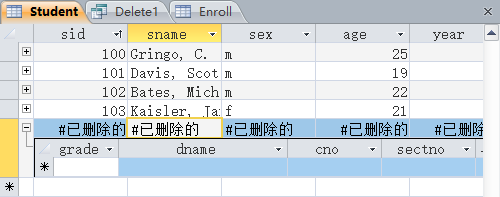 Student Delete1 Enroll
sid sname sex age year
100 Gringo, C. m 25
101 Davis, Scot m 19
102 Bates, Mich m 22
103 Kaisler, Ja f 21
#已删除的 #已删除的 #已删除的 #已删除的 #已删除的
grade dname cno sectno